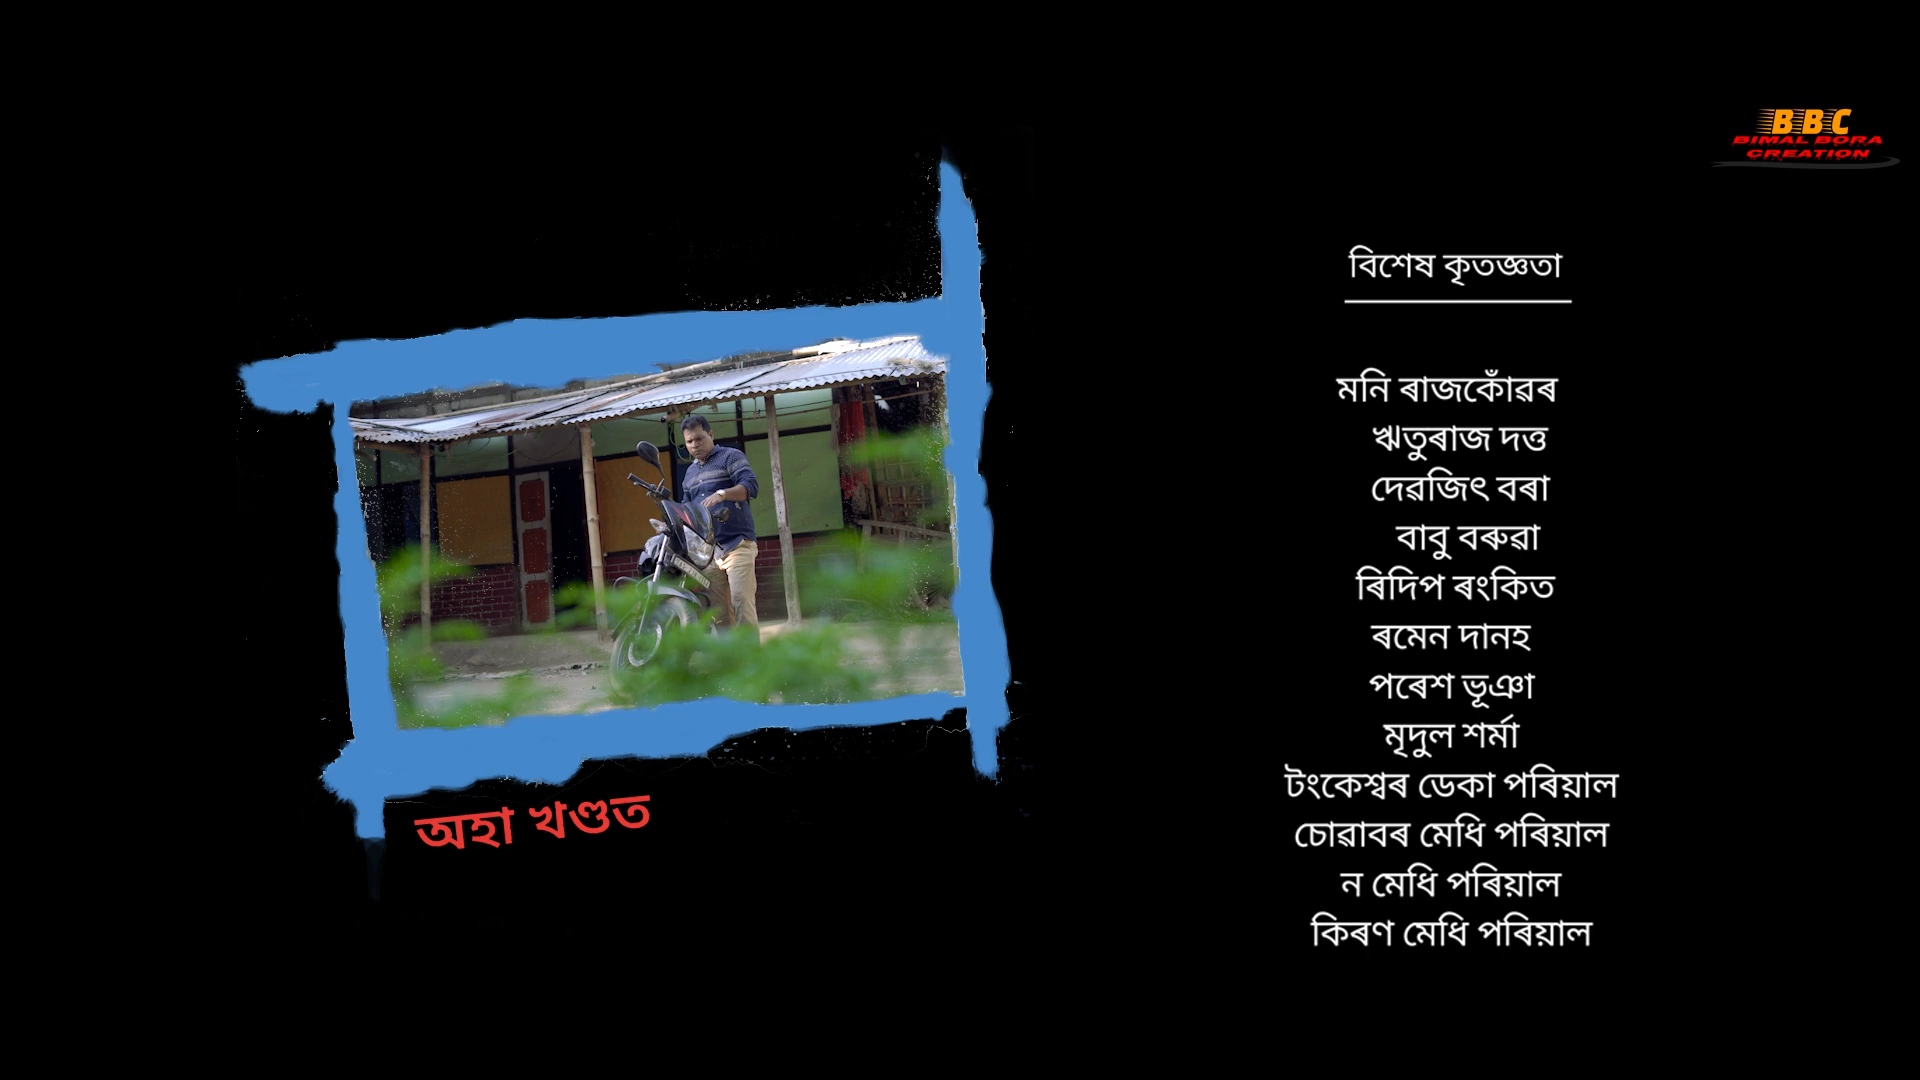 BBC
BIMAL BORA
CREATION
বিশেষ কৃতজ্ঞতা
মনি ৰাজকোঁৱৰ
ঋতুৰাজ দত্ত
দেৱজিৎ বৰা
বাবু বৰুৱা
ৰিদিপ ৰংকিত
ৰমেন দানহ
পৰেশ ভূঞা
মৃদুল শৰ্মা
টংকেশ্বৰ ডেকা পৰিয়াল
চোৱাবৰ মেধি পৰিয়াল
ন মেধি পৰিয়াল
কিৰণ মেধি পৰিয়াল
অহা খণ্ডত